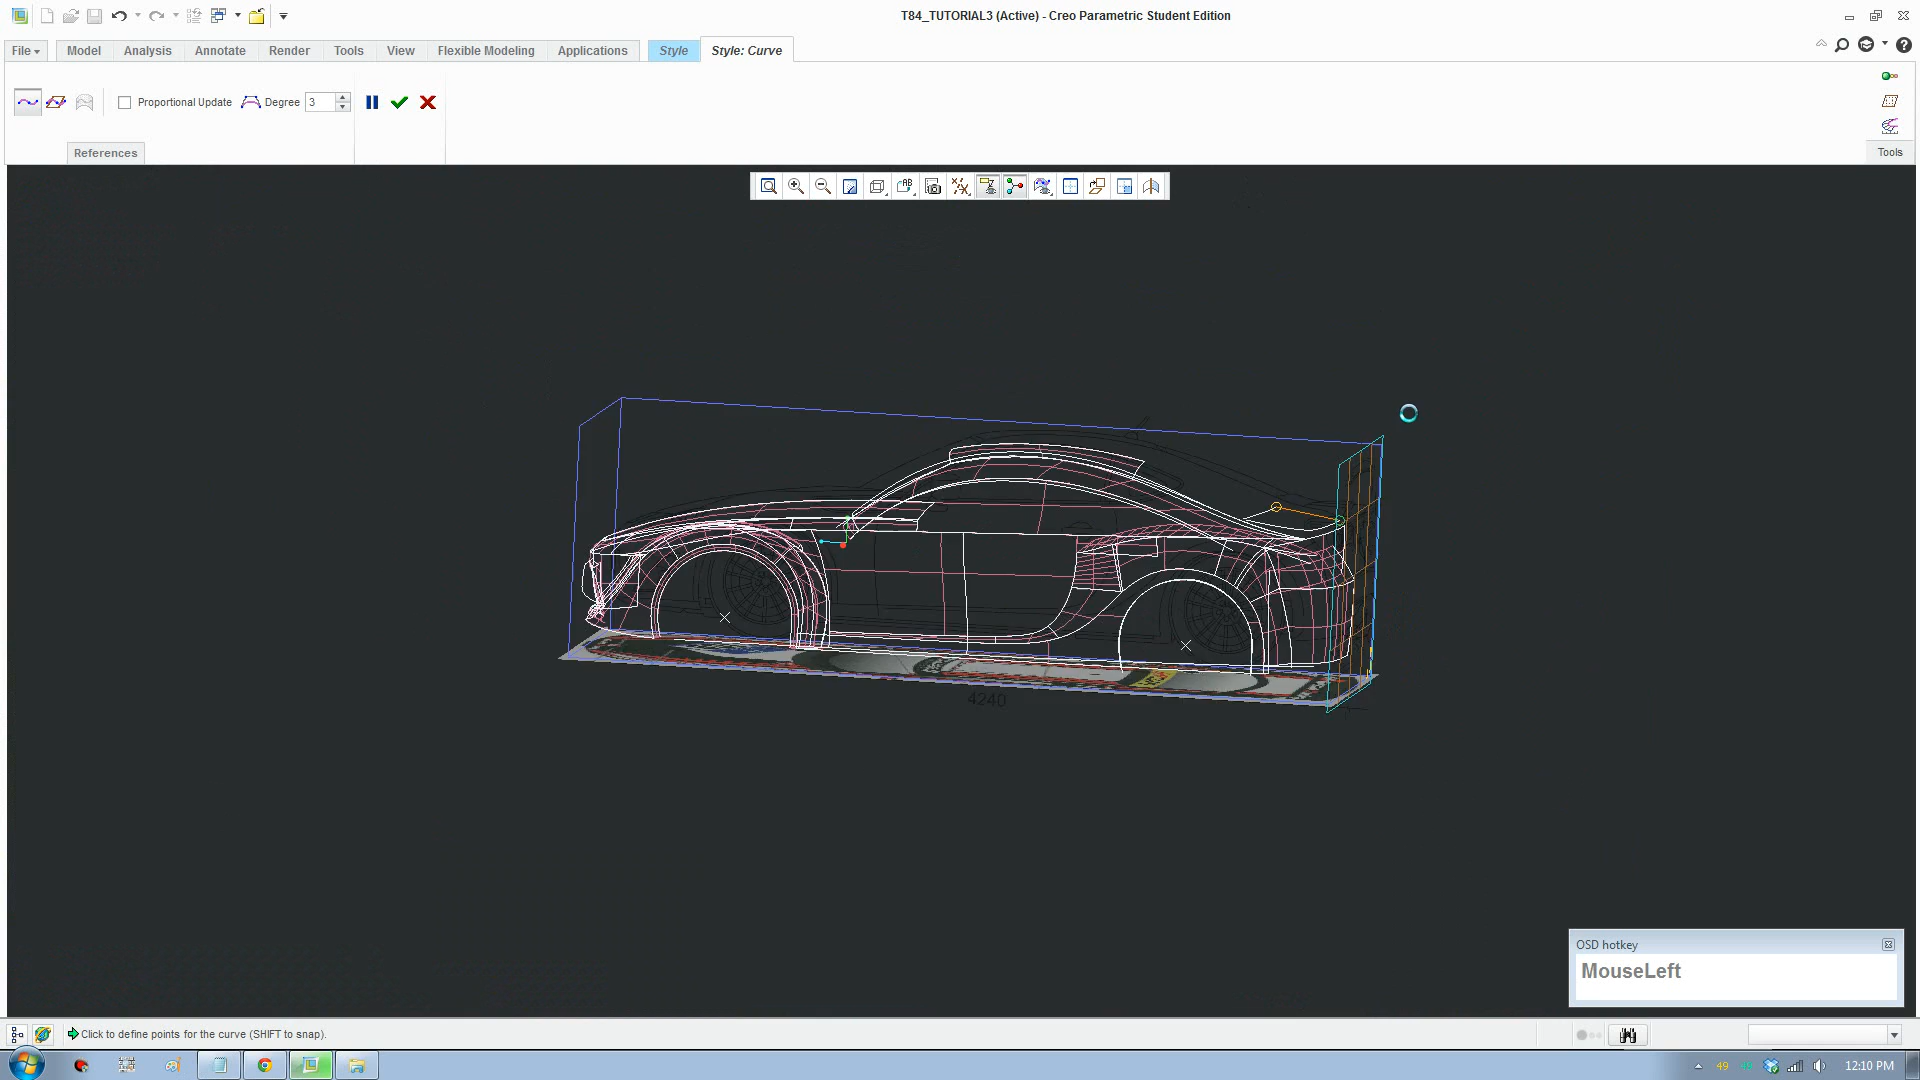 T84_TUTORIAL3 (Active) - Creo Parametric Student Edition
File Model Analysis Annotate Render Tools View Flexible Modeling Applications Style Style: Curve
Proportional Update Degree 3
References
Tools
4240
OSD hotkey
MouseLeft
Click to define points for the curve (SHIFT to snap).
49 12:10 PM